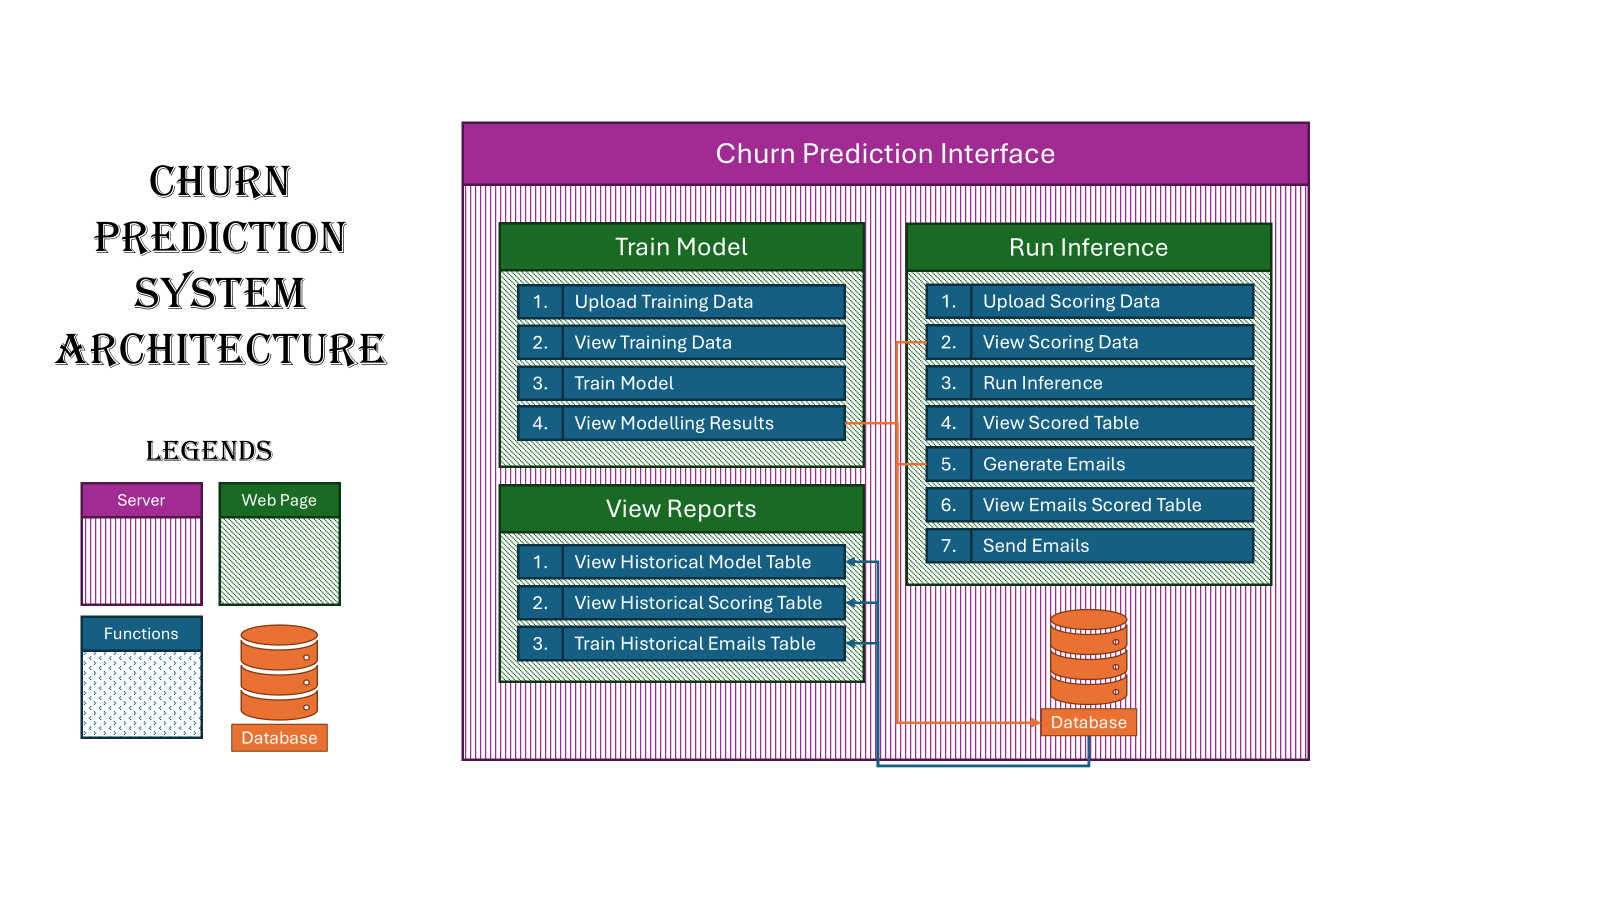 CHURN
PREDICTION
SYSTEM
ARCHITECTURE
LEGENDS
Server
Web Page
Functions
Database
Churn Prediction Interface
Train Model
1. Upload Training Data
2. View Training Data
3. Train Model
4. View Modelling Results
View Reports
1. View Historical Model Table
2. View Historical Scoring Table
3. Train Historical Emails Table
Run Inference
1. Upload Scoring Data
2. View Scoring Data
3. Run Inference
4. View Scored Table
5. Generate Emails
6. View Emails Scored Table
7. Send Emails
Database